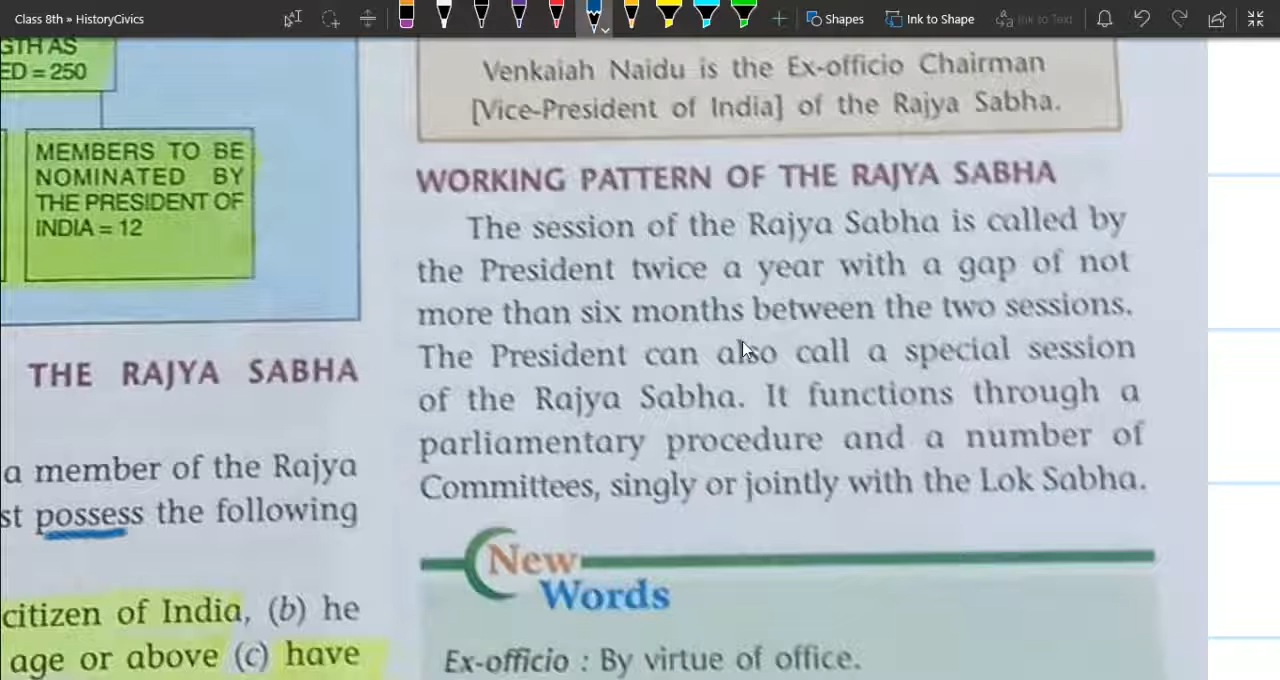 Class 8th » HistoryCivics
Shapes
Ink to Shape
Ink to Text
GTH AS
ED = 250
MEMBERS TO BE
NOMINATED BY
THE PRESIDENT OF
INDIA = 12
THE RAJYA SABHA
a member of the Rajya
st possess the following
citizen of India, (b) he
age or above (c) have
Venkaiah Naidu is the Ex-officio Chairman
[Vice-President of India] of the Rajya Sabha.
WORKING PATTERN OF THE RAJYA SABHA
The session of the Rajya Sabha is called by
the President twice a year with a gap of not
more than six months between the two sessions.
The President can also call a special session
of the Rajya Sabha. It functions through a
parliamentary procedure and a number of
Committees, singly or jointly with the Lok Sabha.
New
Words
Ex-officio : By virtue of office.